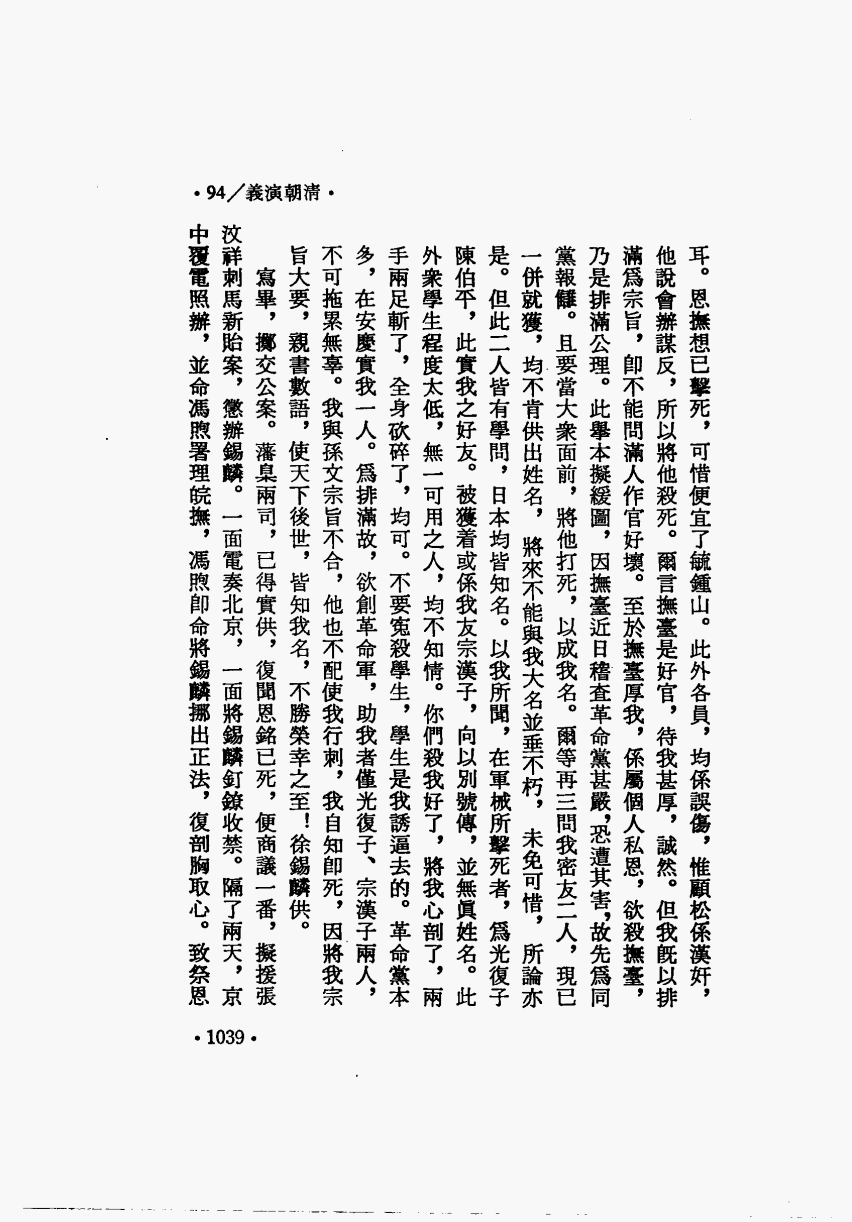 ·94／義演朝淸·
耳。恩撫想已擊死，可惜便宜了毓鍾山。此外各員，均係誤傷，惟顧松係漢奸，
他說會辦謀反，所以將他殺死。爾言撫臺是好官，待我甚厚，誠然。但我旣以排
滿爲宗旨，卽不能問滿人作官好壞。至於撫臺厚我，係屬個人私恩，欲殺撫臺，
乃是排滿公理。此擧本擬緩圖，因撫臺近日稽查革命黨甚嚴，恐遭其害，故先爲同
黨報讎。且要當大衆面前，將他打死，以成我名。爾等再三問我密友二人，現已
一併就獲，均不肯供出姓名，將來不能與我大名並垂不朽，未免可惜，所論亦
是。但此二人皆有學問，日本均皆知名。以我所聞，在軍械所擊死者，爲光復子
陳伯平，此實我之好友。被獲着或係我友宗漢子，向以別號傳，並無眞姓名。此
外衆學生程度太低，無一可用之人，均不知情。你們殺我好了，將我心剖了，兩
手兩足斬了，全身砍碎了，均可。不要寃殺學生，學生是我誘逼去的。革命黨本
多，在安慶實我一人。爲排滿故，欲創革命軍，助我者僅光復子、宗漢子兩人，
不可拖累無辜。我與孫文宗旨不合，他也不配使我行刺，我自知卽死，因將我宗
旨大要，親書數語，使天下後世，皆知我名，不勝榮幸之至！徐錫麟供。
寫畢，擲交公案。藩臬兩司，已得實供，復聞恩銘已死，便商議一番，擬援張
汶祥刺馬新貽案，懲辦錫麟。一面電奏北京，一面將錫麟釘鐐收禁。隔了兩天，京
中覆電照辦，並命馮煦署理皖撫，馮煦卽命將錫麟挪出正法，復剖胸取心。致祭恩
·1039·